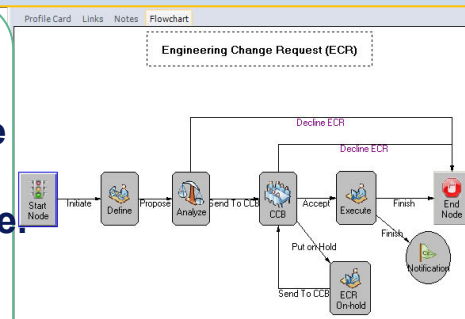 Profile Card Links Notes Flowchart
Engineering Change Request (ECR)
Decline ECR
Decline ECR
e
Start Node
Initiate
Define
Propose
Analyze
Send To CCB
CCB
Accept
Execute
Finish
End Node
e.
Put on Hold
Finish
Notification
Send To CCB
ECR On-hold